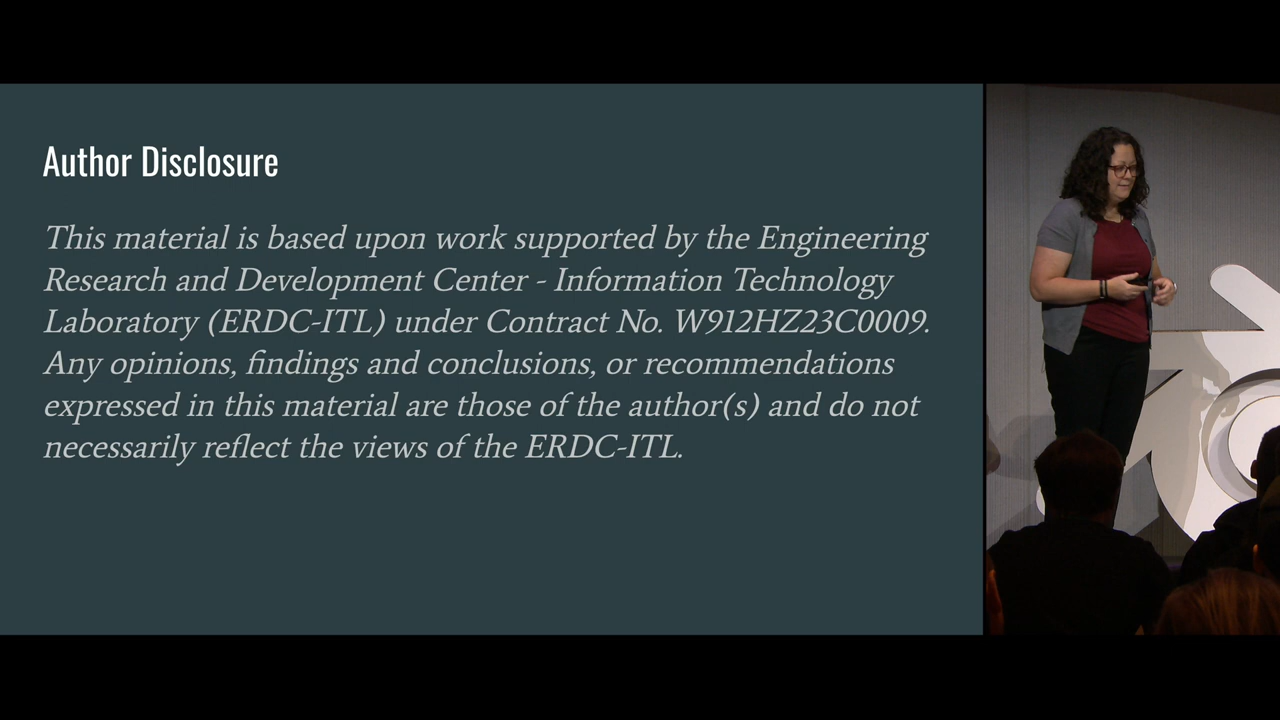 Author Disclosure
This material is based upon work supported by the Engineering
Research and Development Center - Information Technology
Laboratory (ERDC-ITL) under Contract No. W912HZ23C0009.
Any opinions, findings and conclusions, or recommendations
expressed in this material are those of the author(s) and do not
necessarily reflect the views of the ERDC-ITL.